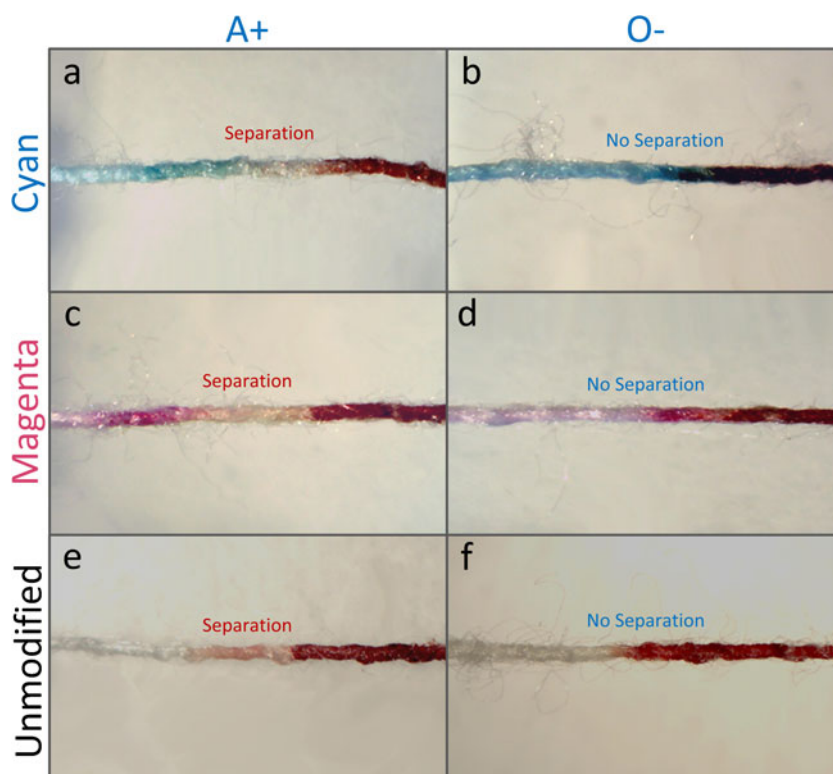 A+
O-
Cyan
a
Separation
b
No Separation
Magenta
c
Separation
d
No Separation
Unmodified
e
Separation
f
No Separation